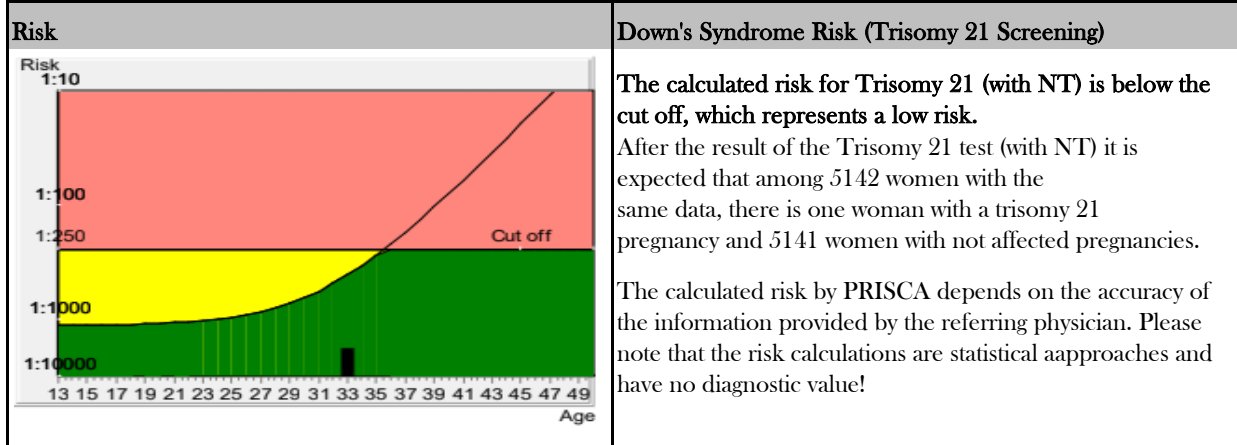 Risk
Down's Syndrome Risk (Trisomy 21 Screening)
Risk
1:10
1:100
1:250
Cut off
1:1000
1:10000
13 15 17 19 21 23 25 27 29 31 33 35 37 39 41 43 45 47 49
Age
The calculated risk for Trisomy 21 (with NT) is below the
cut off, which represents a low risk.
After the result of the Trisomy 21 test (with NT) it is
expected that among 5142 women with the
same data, there is one woman with a trisomy 21
pregnancy and 5141 women with not affected pregnancies.
The calculated risk by PRISCA depends on the accuracy of
the information provided by the referring physician. Please
note that the risk calculations are statistical aapproaches and
have no diagnostic value!